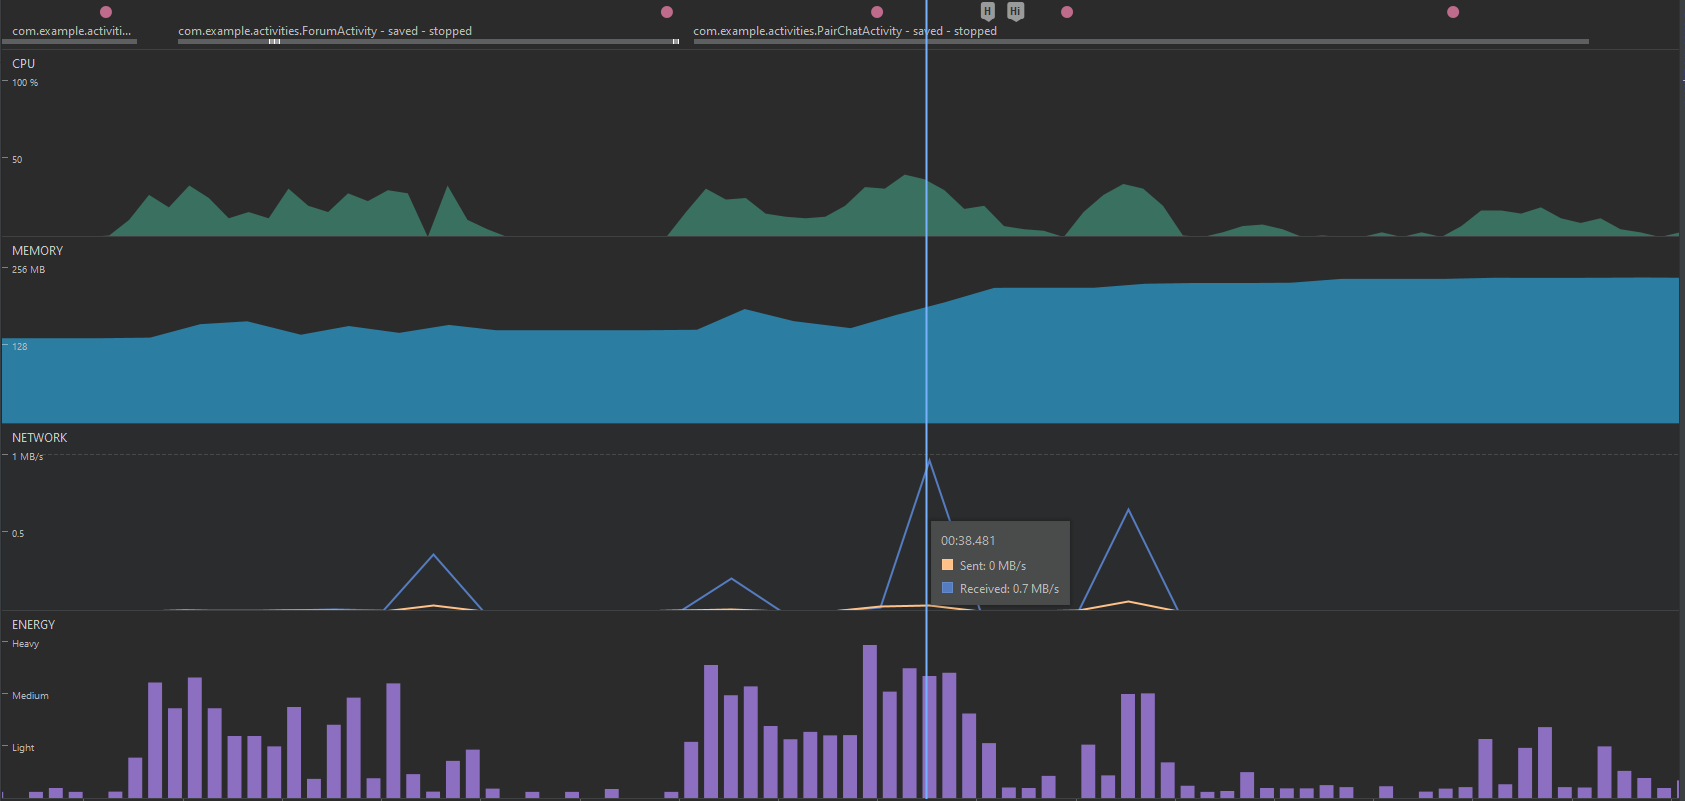 H Hi
com.example.activiti... com.example.activities.ForumActivity - saved - stopped com.example.activities.PairChatActivity - saved - stopped
CPU
100 %
50
MEMORY
256 MB
128
NETWORK
1 MB/s
0.5
00:38.481
Sent: 0 MB/s
Received: 0.7 MB/s
ENERGY
Heavy
Medium
Light